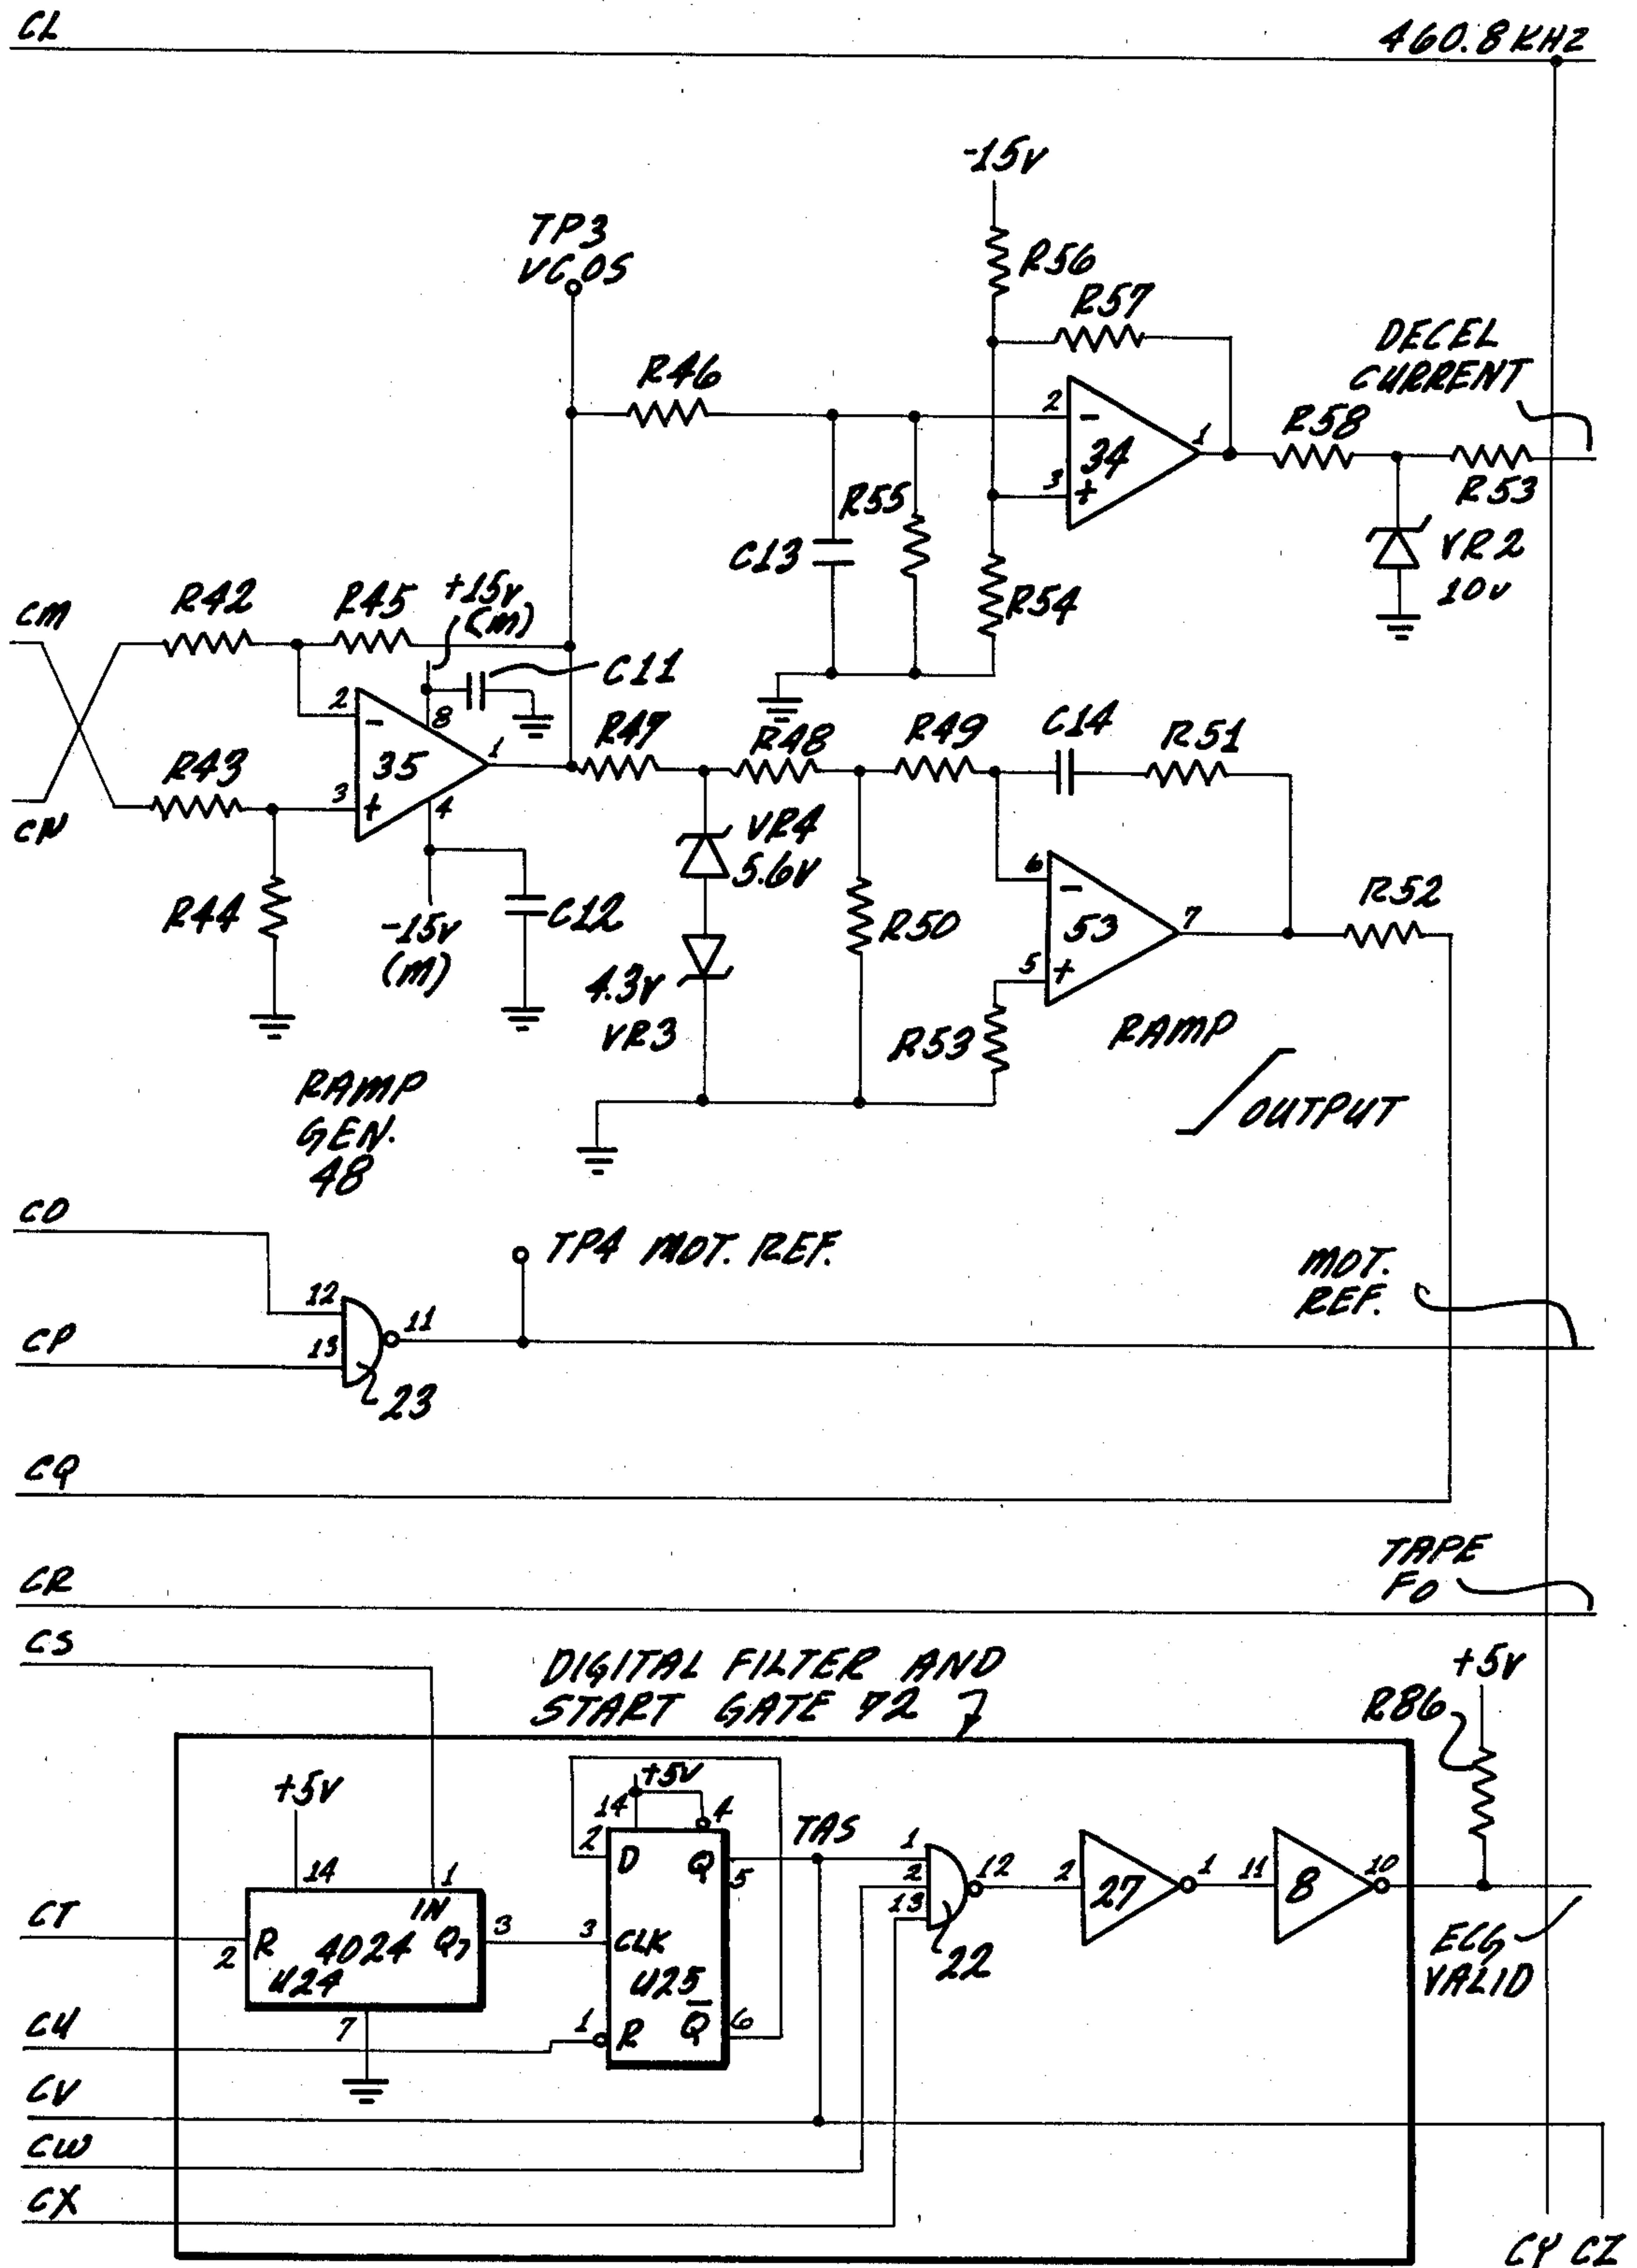 CL
460.8 KHZ
-15V
TP3
VCOS
R56
R57
DECEL
CURRENT
R46
2
-
34
1
R58
3
+
R55
R53
C13
VR2
10V
R54
R42
R45
+15V
(M)
CM
C11
2
-
8
35
1
R47
R48
R49
C14
R51
R43
3
+
4
CN
VR4
5.6V
6
-
53
7
R52
R44
-15V
(M)
C12
R50
5
+
4.3V
VR3
R53
RAMP
OUTPUT
RAMP
GEN.
48
CO
TP4 MOT. REF.
MOT.
REF.
12
11
CP
13
23
CQ
TAPE
FO
CR
CS
DIGITAL FILTER AND
START GATE 72
+5V
R86
+5V
+5V
14
4
2
D
Q
5
TAS
1
2
13
12
2
27
1
11
8
10
14
1
IN
CT
2
R
4024
Q7
3
3
CLK
U24
U25
22
ECG
VALID
7
1
R
Q̅
6
CU
CV
CW
CX
CY CZ